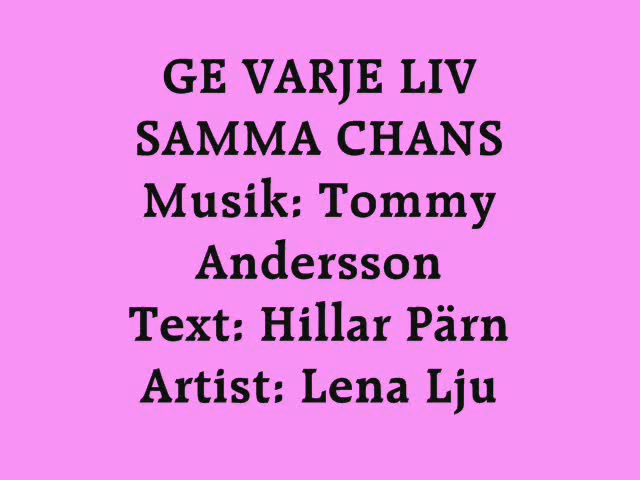 GE VARJE LIV
SAMMA CHANS
Musik: Tommy
Andersson
Text: Hillar Pärn
Artist: Lena Lju